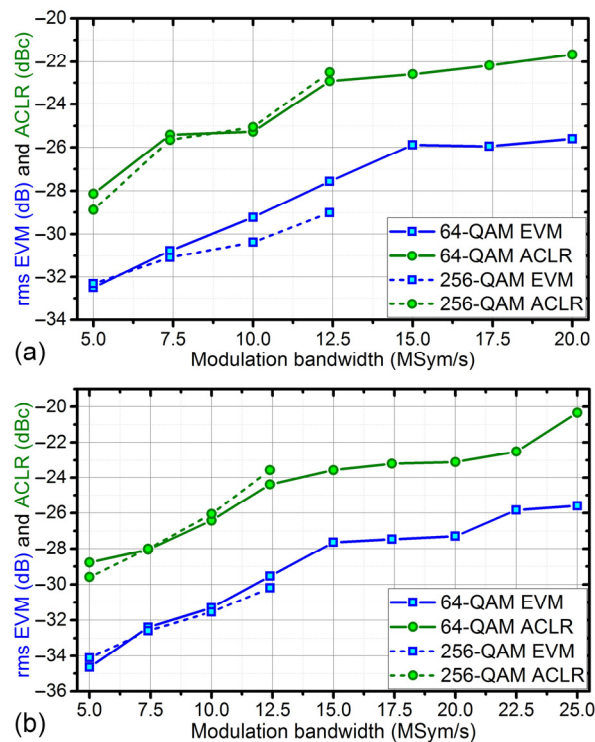 rms EVM (dB) and ACLR (dBc)
–20
–22
–24
–26
–28
–30
–32
–34
64-QAM EVM
64-QAM ACLR
256-QAM EVM
256-QAM ACLR
5.0 7.5 10.0 12.5 15.0 17.5 20.0
(a) Modulation bandwidth (MSym/s)
rms EVM (dB) and ACLR (dBc)
–20
–22
–24
–26
–28
–30
–32
–34
–36
64-QAM EVM
64-QAM ACLR
256-QAM EVM
256-QAM ACLR
5.0 7.5 10.0 12.5 15.0 17.5 20.0 22.5 25.0
(b) Modulation bandwidth (MSym/s)